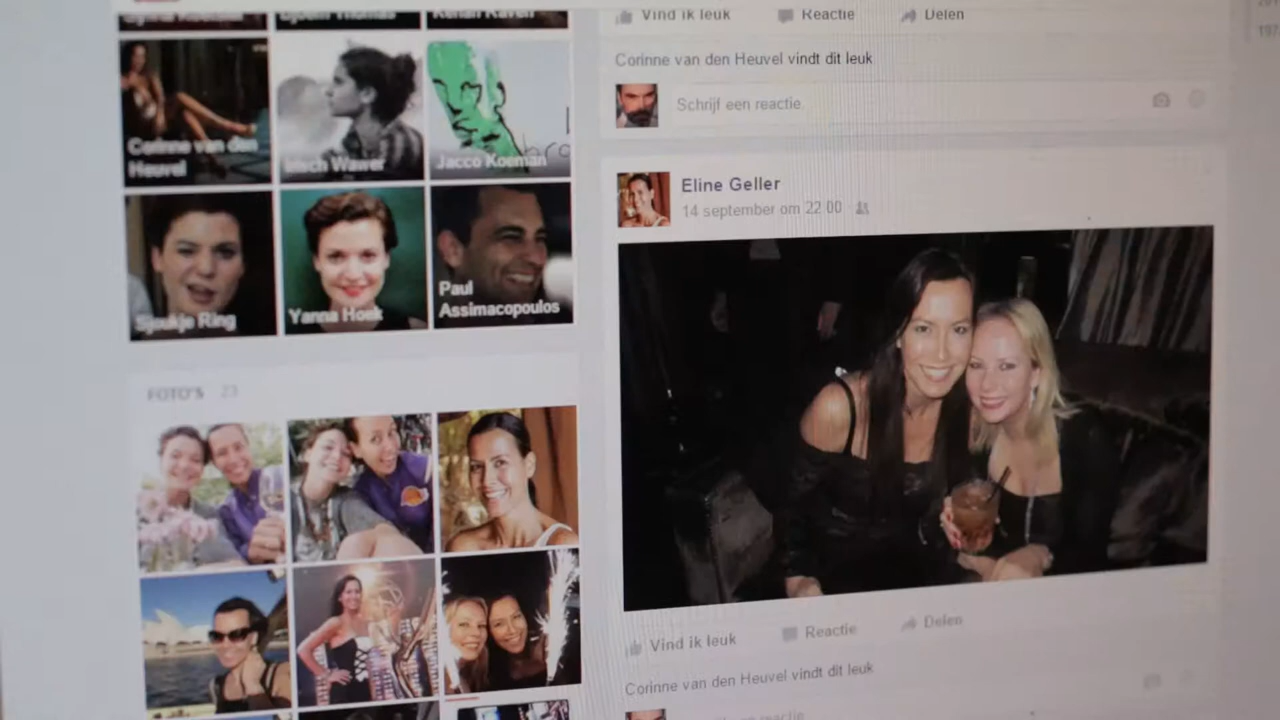 Vind ik leuk Reactie Delen
Corinne van den Heuvel vindt dit leuk
Schrijf een reactie
Corinne van den
Heuvel
Wawer
Jacco Koeman
Sjoukje Ring
Yanna Hoek
Paul
Assimacopoulos
Eline Geller
14 september om 22:00
FOTO'S 23
Vind ik leuk Reactie Delen
Corinne van den Heuvel vindt dit leuk